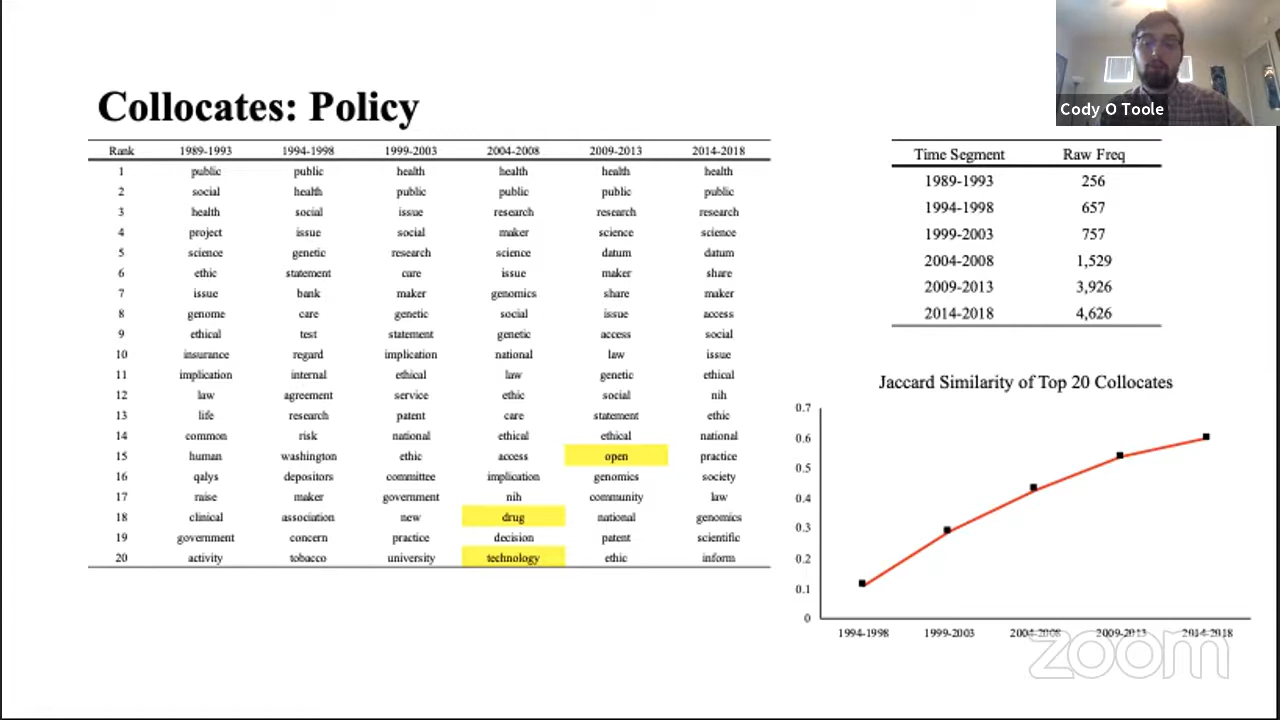 Cody O Toole
Collocates: Policy
Rank 1989-1993 1994-1998 1999-2003 2004-2008 2009-2013 2014-2018
1 public public health health health health
2 social health public public public public
3 health social issue research research research
4 project issue social maker science science
5 science genetic research science datum datum
6 ethic statement care issue maker share
7 issue bank maker genomics share maker
8 genome care genetic social issue access
9 ethical test statement genetic access social
10 insurance regard implication national law issue
11 implication internal ethical law genetic ethical
12 law agreement service ethic social nih
13 life research patent care statement ethic
14 common risk national ethical ethical national
15 human washington ethic access open practice
16 qalys depositors committee implication genomics society
17 raise maker government nih community law
18 clinical association new drug national genomics
19 government concern practice decision patent scientific
20 activity tobacco university technology ethic inform
Time Segment Raw Freq
1989-1993 256
1994-1998 657
1999-2003 757
2004-2008 1,529
2009-2013 3,926
2014-2018 4,626
Jaccard Similarity of Top 20 Collocates
0.7
0.6
0.5
0.4
0.3
0.2
0.1
0
1994-1998 1999-2003 2004-2008 2009-2013 2014-2018
zoom